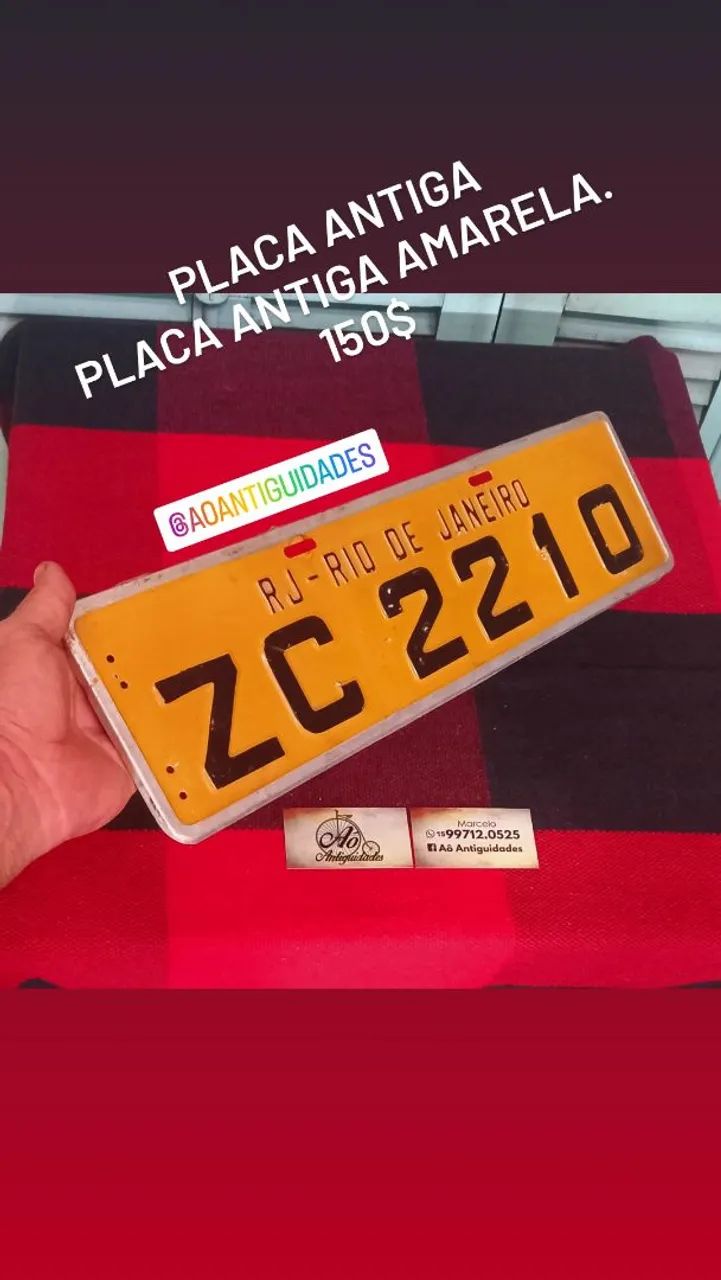 PLACA ANTIGA
PLACA ANTIGA AMARELA.
150$
@AOANTIGUIDADES
RJ-RIO DE JANEIRO
ZC 2210
Aô
Antiguidades
Marcelo
15 99712.0525
Aô Antiguidades